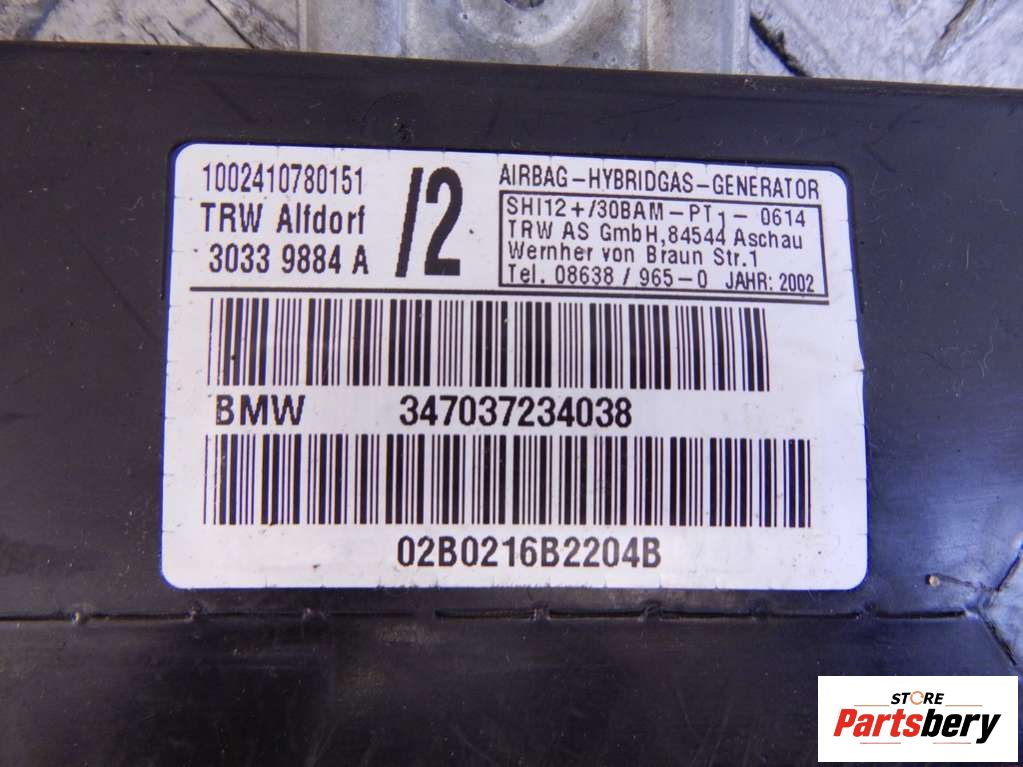 1002410780151
TRW Alfdorf
3033 9884 A
/2
AIRBAG-HYBRIDGAS-GENERATOR
SHI12+/30BAM-PT1- 0614
TRW AS GmbH,84544 Aschau
Wernher von Braun Str.1
Tel. 08638 / 965-0 JAHR: 2002
BMW 347037234038
02B0216B2204B
STORE
Partsbery